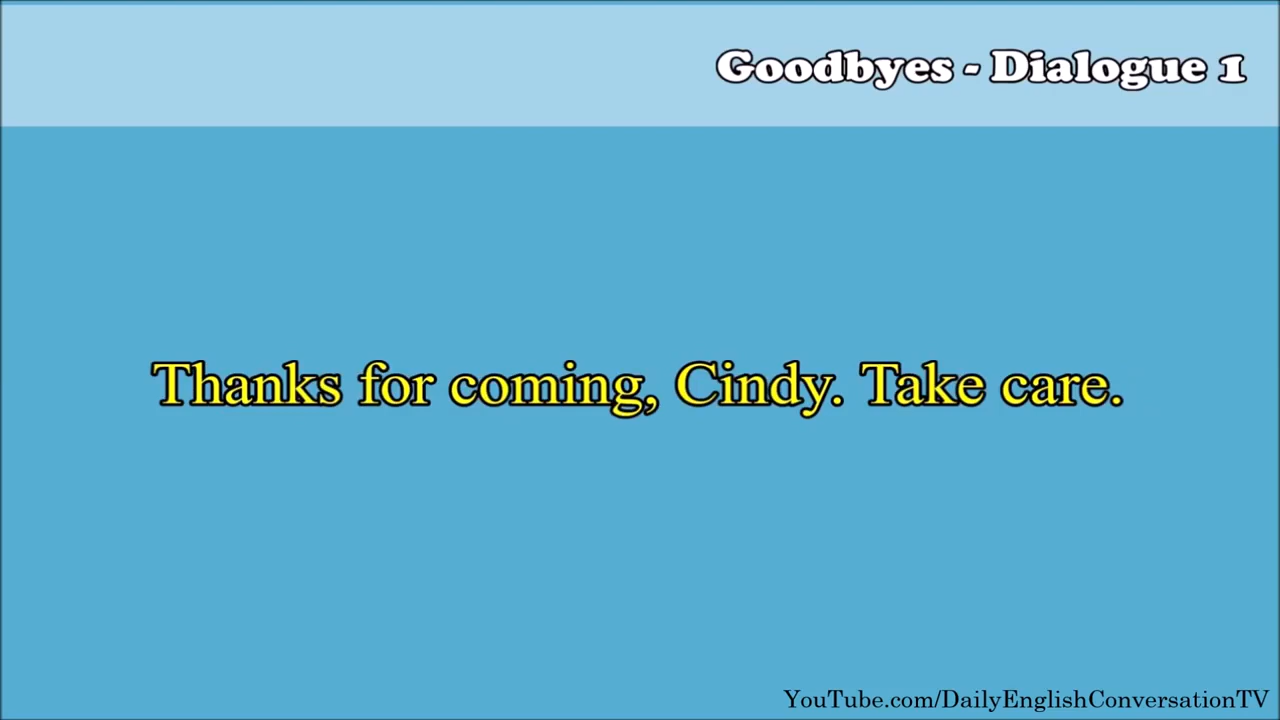 Goodbyes - Dialogue 1
Thanks for coming, Cindy. Take care.
YouTube.com/DailyEnglishConversationTV